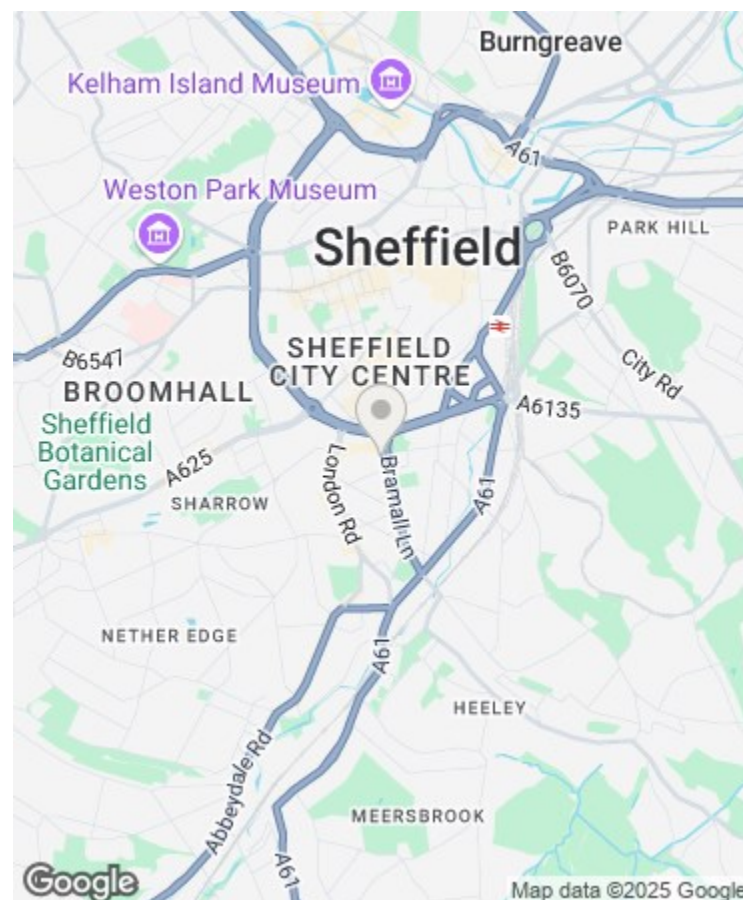 Burngreave
Kelham Island Museum
A61
Weston Park Museum
PARK HILL
Sheffield
B6070
SHEFFIELD
CITY CENTRE
B6547
City Rd
BROOMHALL
A6135
Sheffield
Botanical
Gardens
A625
London Rd
Bramall Ln
A61
SHARROW
NETHER EDGE
A61
HEELEY
Abbeydale Rd
MEERSBROOK
A61
Google
Map data ©2025 Google